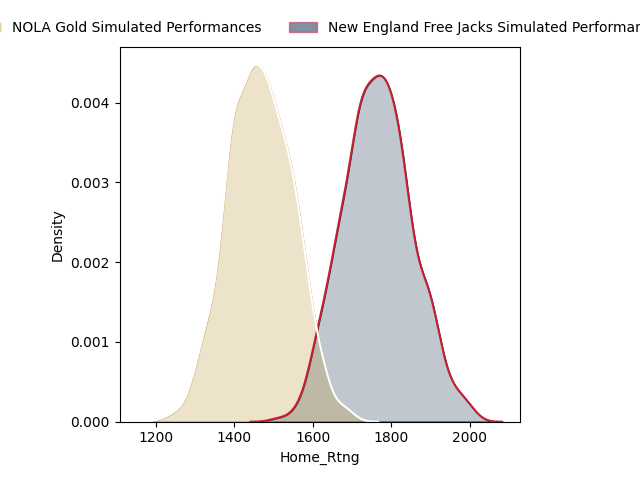 NOLA Gold Simulated Performances New England Free Jacks Simulated Performan
0.004
0.003
0.002
0.001
0.000
Density
1200 1400 1600 1800 2000
Home_Rtng